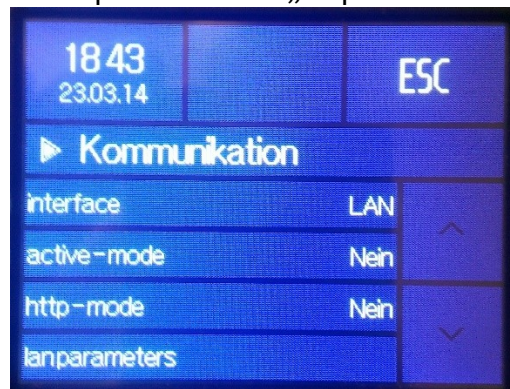 18 43
23.03.14
ESC
Kommunikation
interface LAN
active-mode Nein
http-mode Nein
lanparameters